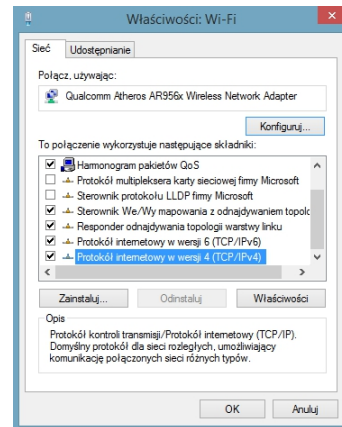 Właściwości: Wi-Fi
Sieć Udostępnianie
Połącz, używając:
Qualcomm Atheros AR956x Wireless Network Adapter
Konfiguruj...
To połączenie wykorzystuje następujące składniki:
Harmonogram pakietów QoS
Protokół multipleksera karty sieciowej firmy Microsoft
Sterownik protokołu LLDP firmy Microsoft
Sterownik We/Wy mapowania z odnajdywaniem topolo
Responder odnajdywania topologii warstwy linku
Protokół internetowy w wersji 6 (TCP/IPv6)
Protokół internetowy w wersji 4 (TCP/IPv4)
Zainstaluj... Odinstaluj Właściwości
Opis
Protokół kontroli transmisji/Protokół internetowy (TCP/IP).
Domyślny protokół dla sieci rozległych, umożliwiający
komunikację połączonych sieci różnych typów.
OK Anuluj